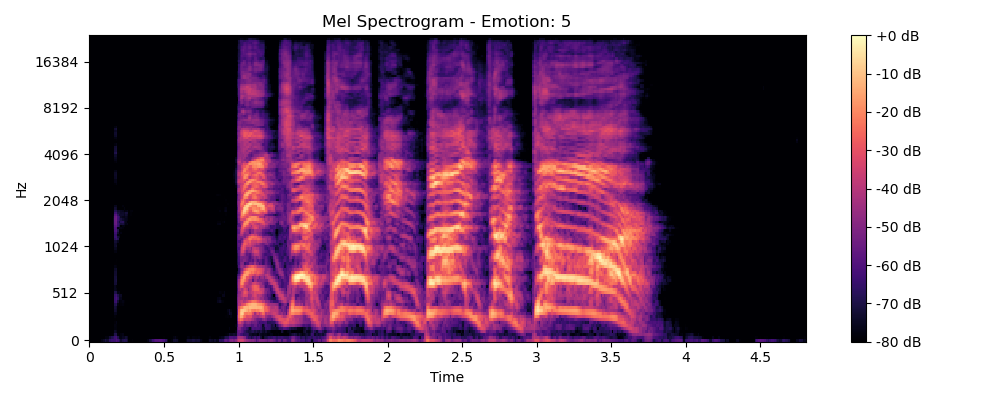 Mel Spectrogram - Emotion: 5
Hz
16384
8192
4096
2048
1024
512
0
0 0.5 1 1.5 2 2.5 3 3.5 4 4.5
Time
+0 dB
-10 dB
-20 dB
-30 dB
-40 dB
-50 dB
-60 dB
-70 dB
-80 dB